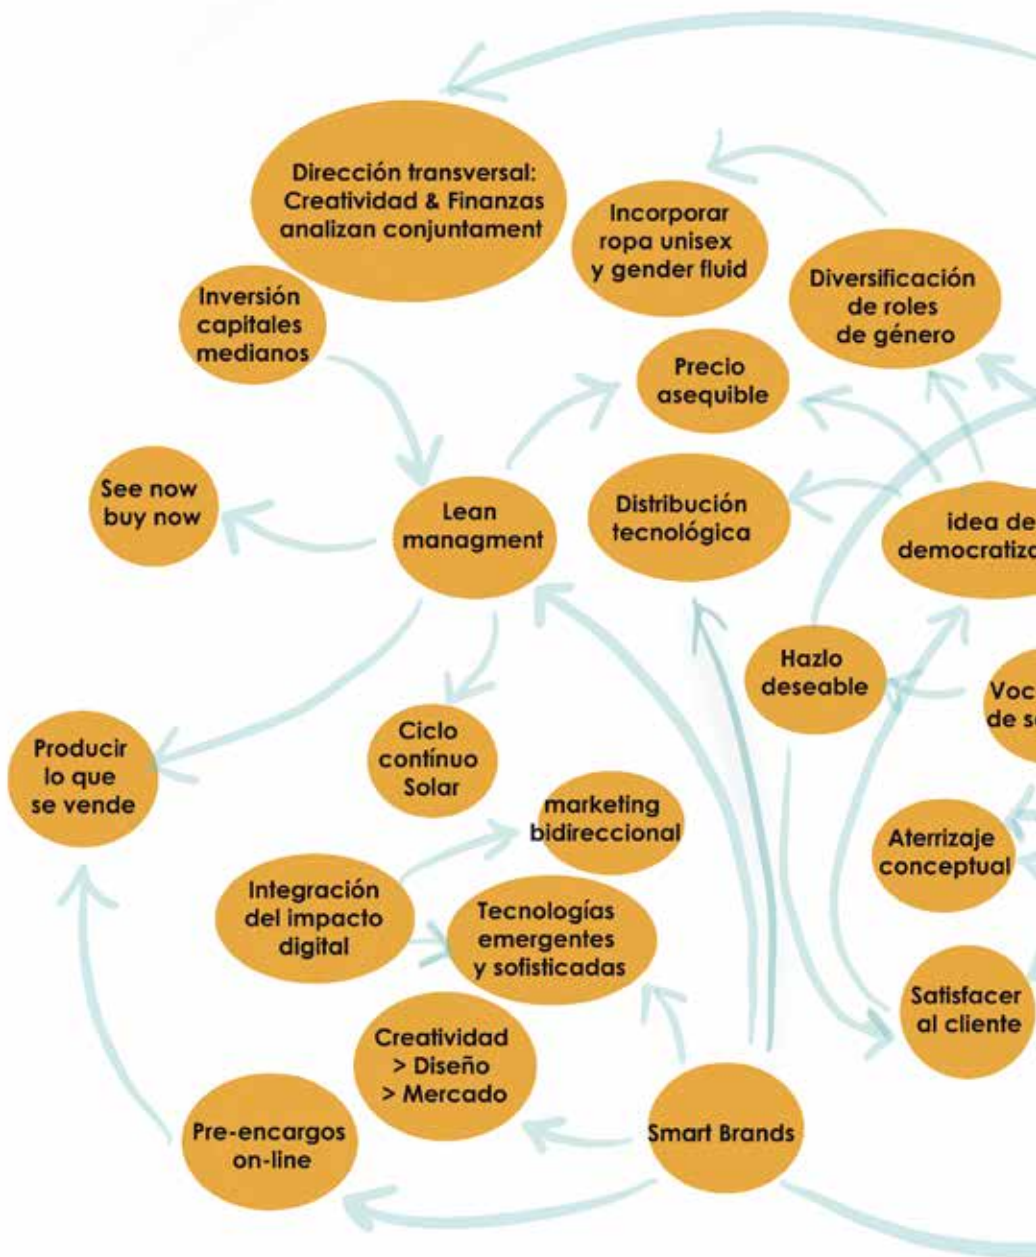 Dirección transversal:
Creatividad & Finanzas
analizan conjuntament
Incorporar
ropa unisex
y gender fluid
Diversificación
de roles
de género
Inversión
capitales
medianos
Precio
asequible
See now
buy now
Lean
managment
Distribución
tecnológica
idea de
democratiza
Hazlo
deseable
Voc
de s
Producir
lo que
se vende
Ciclo
contínuo
Solar
marketing
bidireccional
Aterrizaje
conceptual
Integración
del impacto
digital
Tecnologías
emergentes
y sofisticadas
Satisfacer
al cliente
Creatividad
> Diseño
> Mercado
Pre-encargos
on-line
Smart Brands